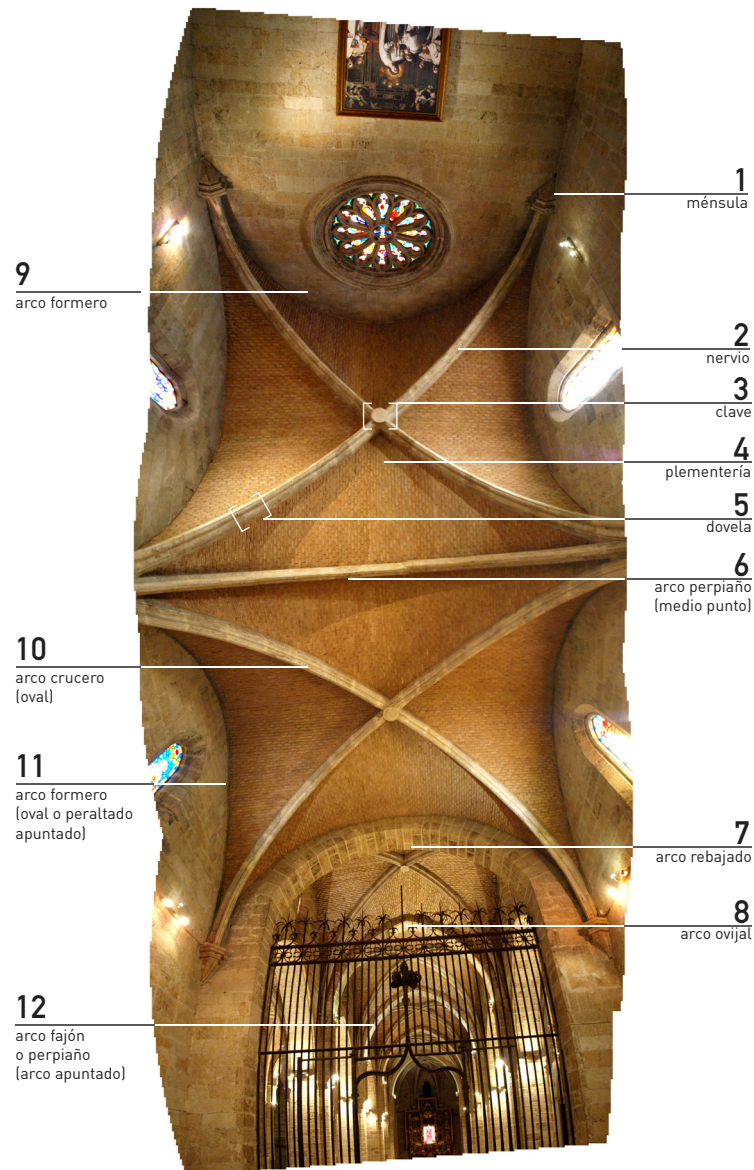 1
ménsula
9
arco formero
2
nervio
3
clave
4
plementería
5
dovela
6
arco perpiaño
(medio punto)
10
arco crucero
(oval)
11
arco formero
(oval o peraltado
apuntado)
7
arco rebajado
8
arco ovijal
12
arco fajón
o perpiaño
(arco apuntado)